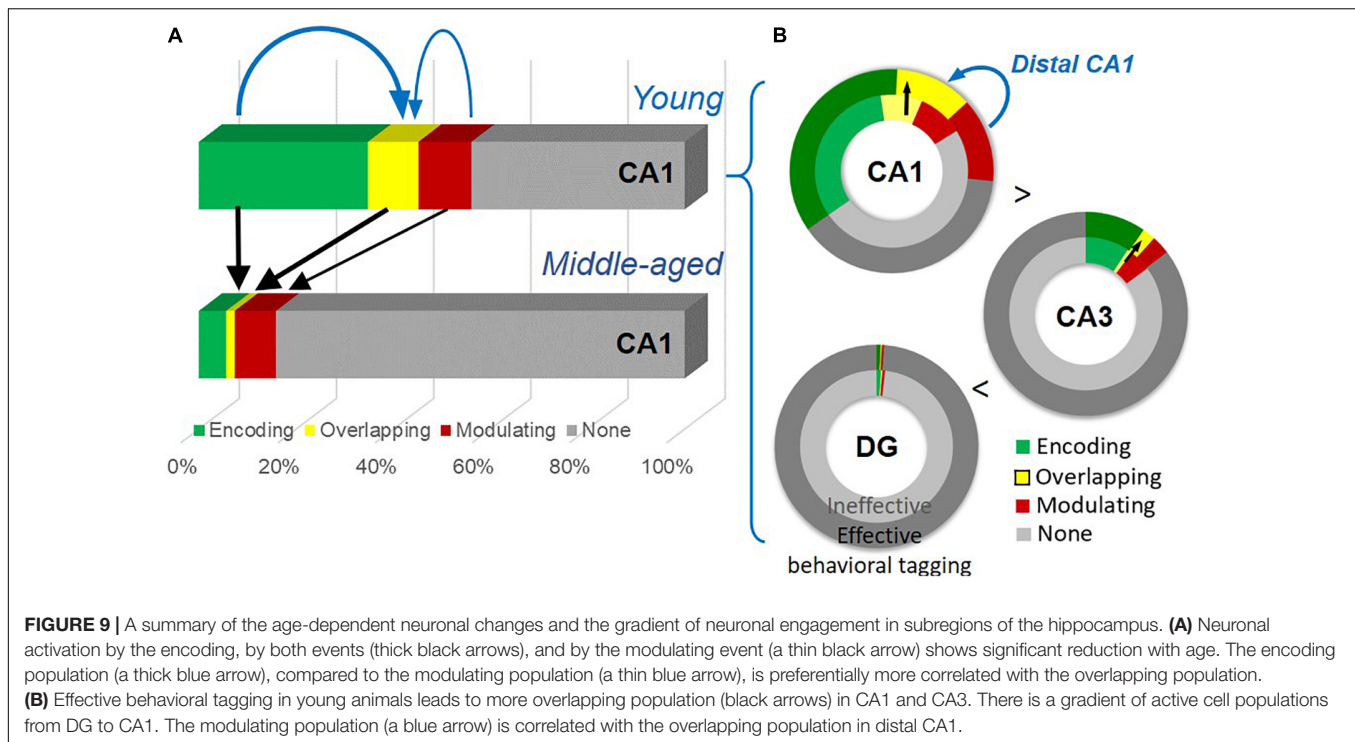 A
B
Young
Distal CA1
CA1
CA1
>
Middle-aged
CA3
CA1
<
Encoding Overlapping Modulating None
0% 20% 40% 60% 80% 100%
DG
Ineffective
Effective
behavioral tagging
Encoding
Overlapping
Modulating
None
FIGURE 9 | A summary of the age-dependent neuronal changes and the gradient of neuronal engagement in subregions of the hippocampus. (A) Neuronal
activation by the encoding, by both events (thick black arrows), and by the modulating event (a thin black arrow) shows significant reduction with age. The encoding
population (a thick blue arrow), compared to the modulating population (a thin blue arrow), is preferentially more correlated with the overlapping population.
(B) Effective behavioral tagging in young animals leads to more overlapping population (black arrows) in CA1 and CA3. There is a gradient of active cell populations
from DG to CA1. The modulating population (a blue arrow) is correlated with the overlapping population in distal CA1.